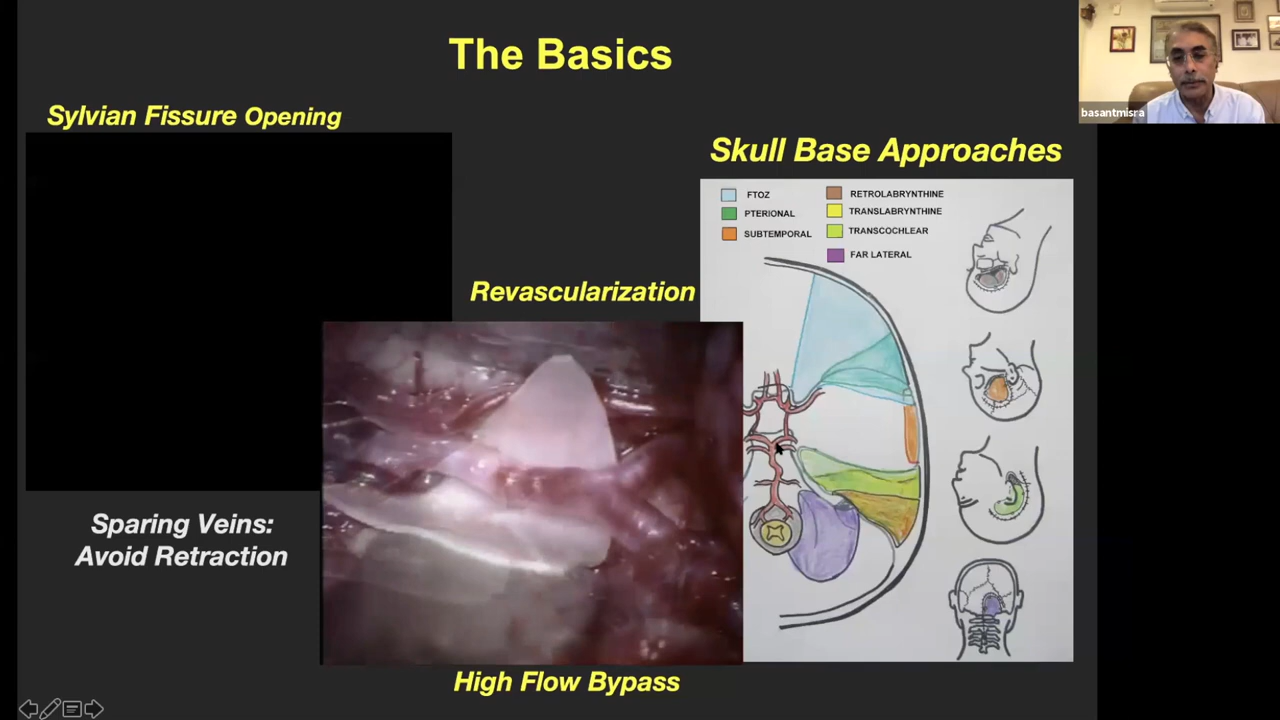 The Basics
basantmisra
Sylvian Fissure Opening
Skull Base Approaches
FTOZ
PTERIONAL
SUBTEMPORAL
RETROLABRYNTHINE
TRANSLABRYNTHINE
TRANSCOCHLEAR
FAR LATERAL
Revascularization
Sparing Veins:
Avoid Retraction
High Flow Bypass